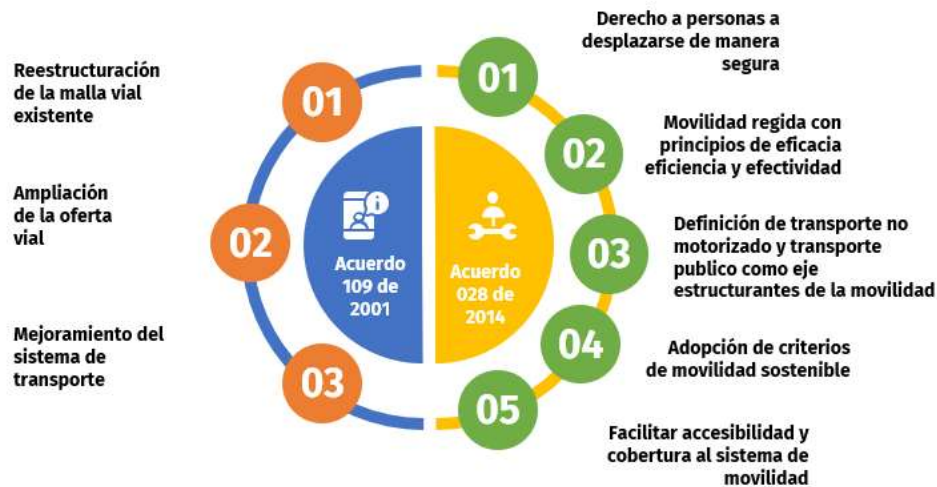 Reestructuración
de la malla vial
existente
01
Ampliación
de la oferta
vial
02
Mejoramiento del
sistema de
transporte
03
Acuerdo
109 de
2001
Acuerdo
028 de
2014
01
Derecho a personas a
desplazarse de manera
segura
02
Movilidad regida con
principios de eficacia
eficiencia y efectividad
03
Definición de transporte no
motorizado y transporte
publico como eje
estructurantes de la movilidad
04
Adopción de criterios
de movilidad sostenible
05
Facilitar accesibilidad y
cobertura al sistema de
movilidad